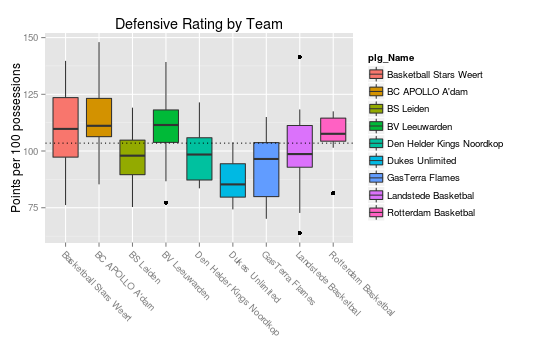 Defensive Rating by Team
Points per 100 possessions
150
125
100
75
Basketball Stars Weert
BC APOLLO A'dam
BS Leiden
BV Leeuwarden
Den Helder Kings Noordkop
Dukes Unlimited
GasTerra Flames
Landstede Basketbal
Rotterdam Basketbal
plg_Name
Basketball Stars Weert
BC APOLLO A'dam
BS Leiden
BV Leeuwarden
Den Helder Kings Noordkop
Dukes Unlimited
GasTerra Flames
Landstede Basketbal
Rotterdam Basketbal